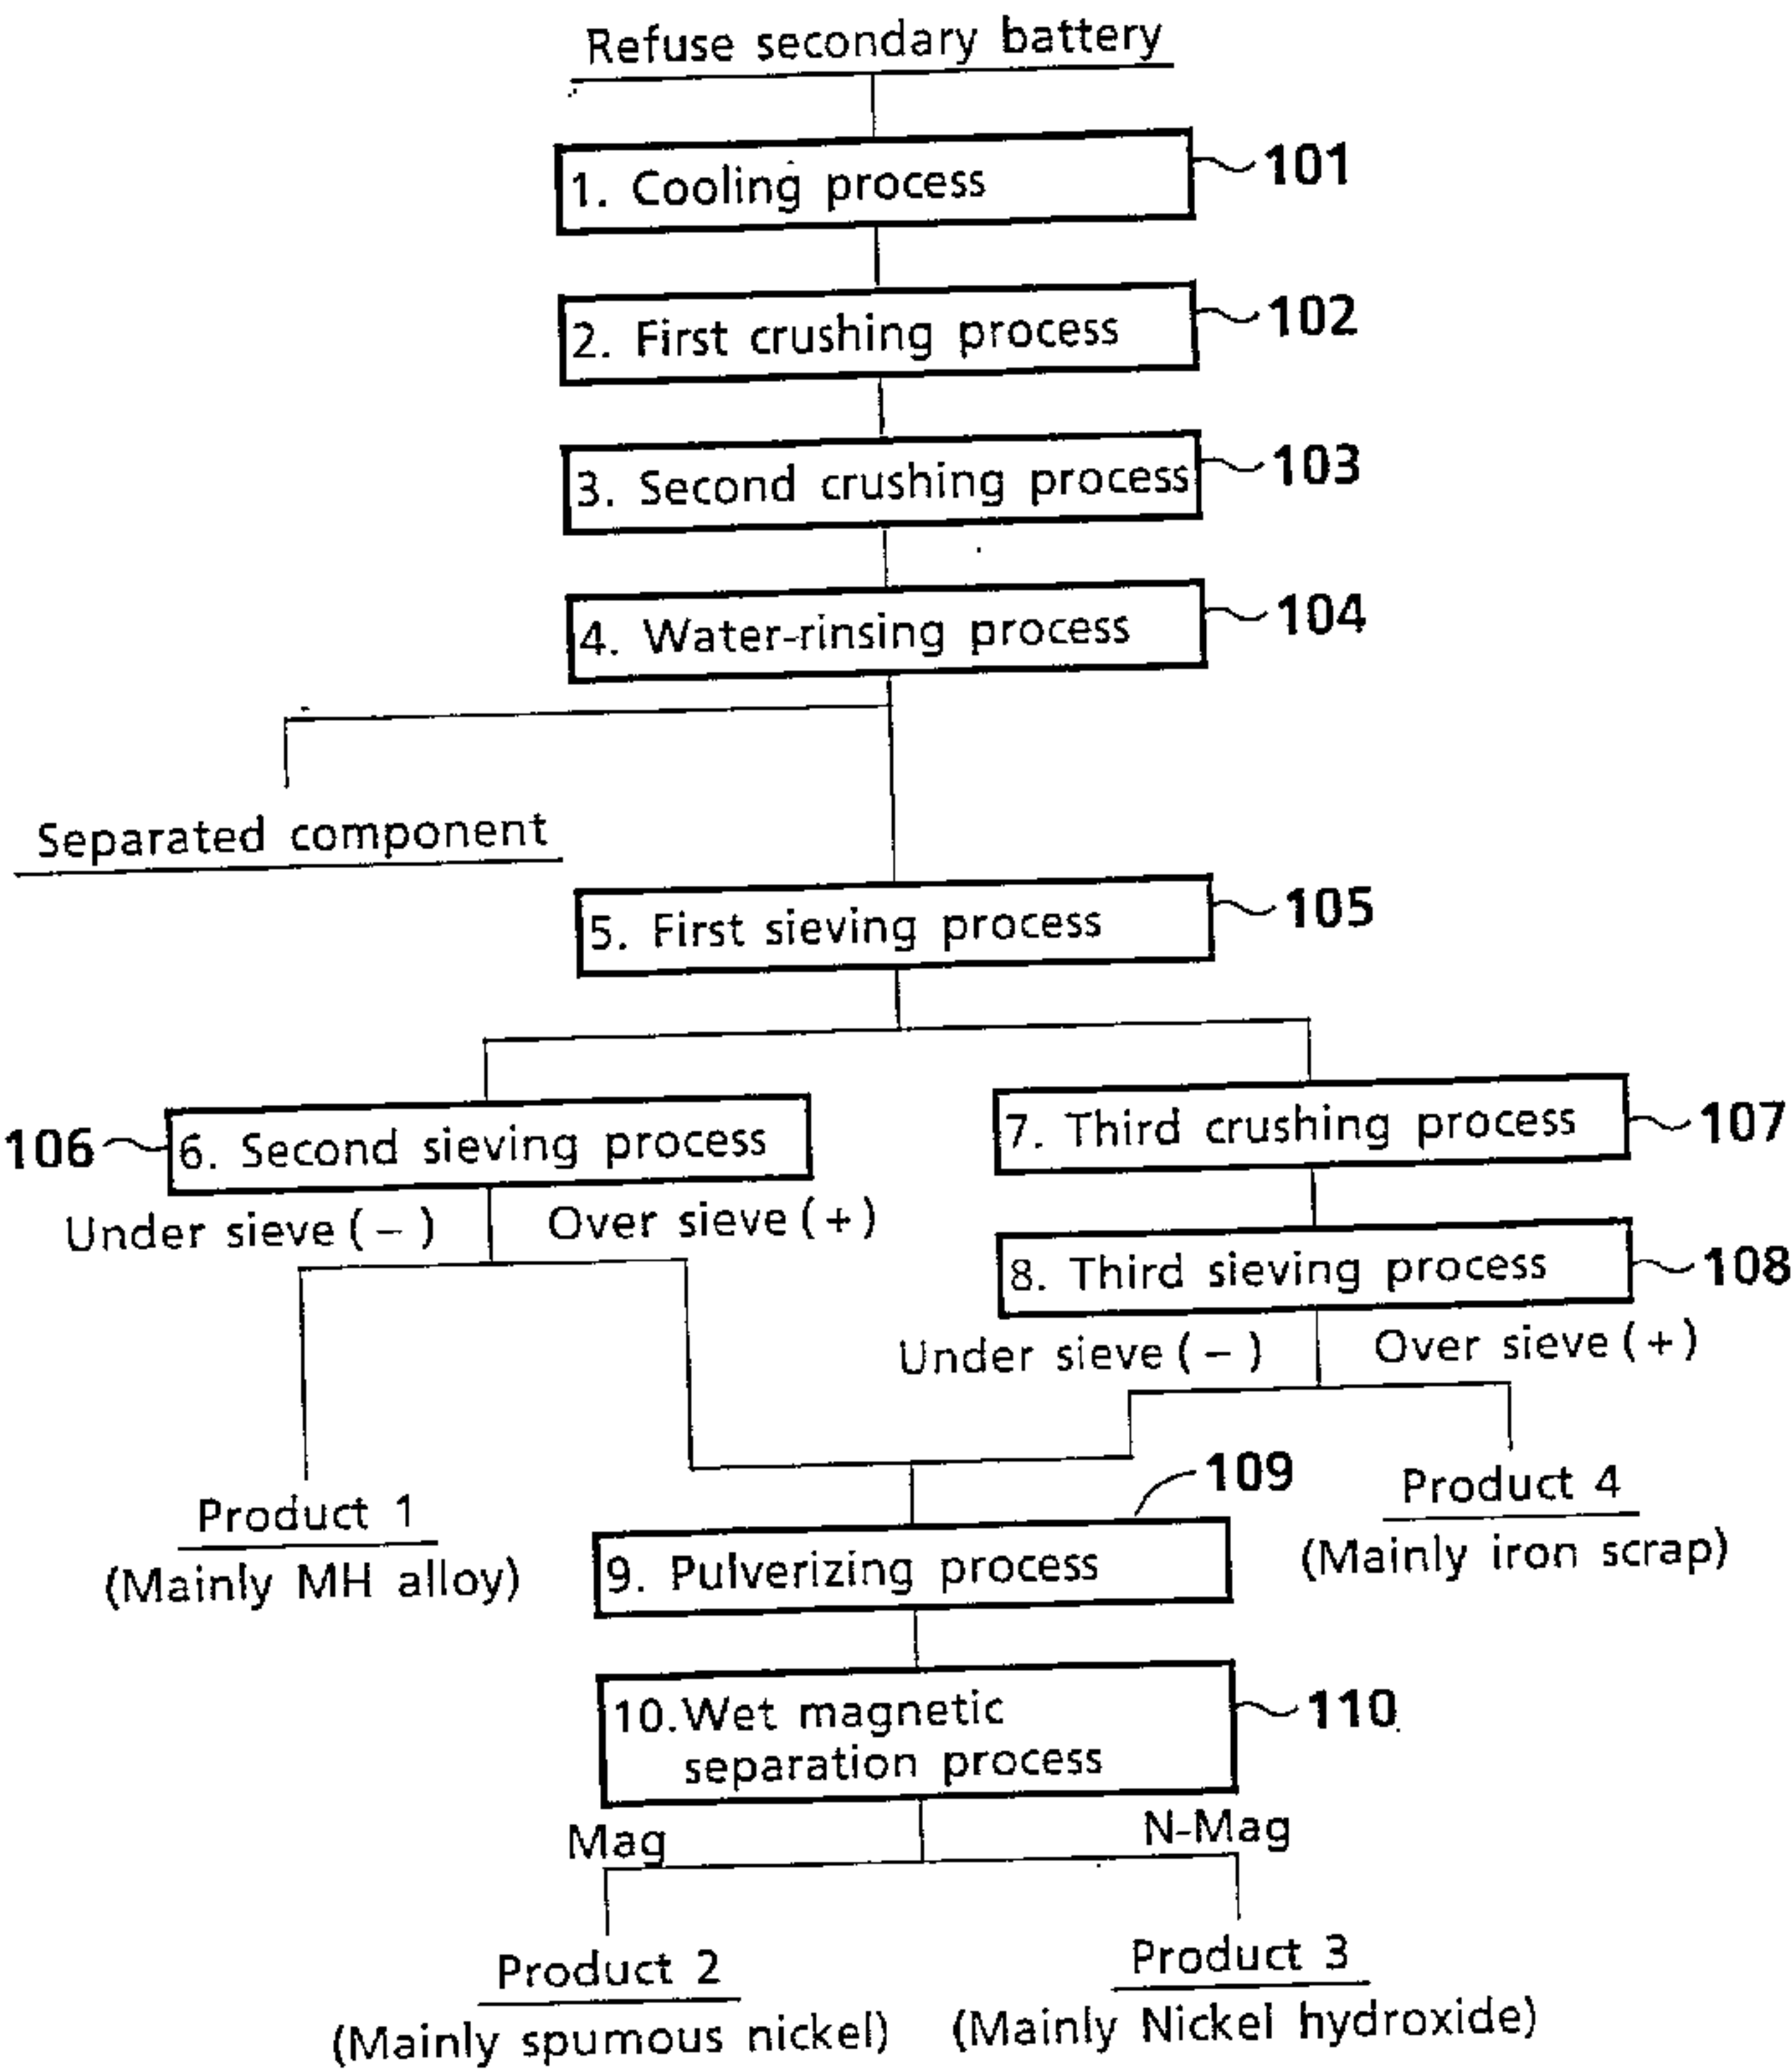 Refuse secondary battery
1. Cooling process
101
2. First crushing process
102
3. Second crushing process
103
4. Water-rinsing process
104
Separated component
5. First sieving process
105
106
6. Second sieving process
7. Third crushing process
107
Under sieve (-)
Over sieve (+)
8. Third sieving process
108
Under sieve (-)
Over sieve (+)
109
Product 1
(Mainly MH alloy)
9. Pulverizing process
Product 4
(Mainly iron scrap)
10. Wet magnetic
separation process
110
Mag
N-Mag
Product 2
(Mainly spumous nickel)
Product 3
(Mainly Nickel hydroxide)